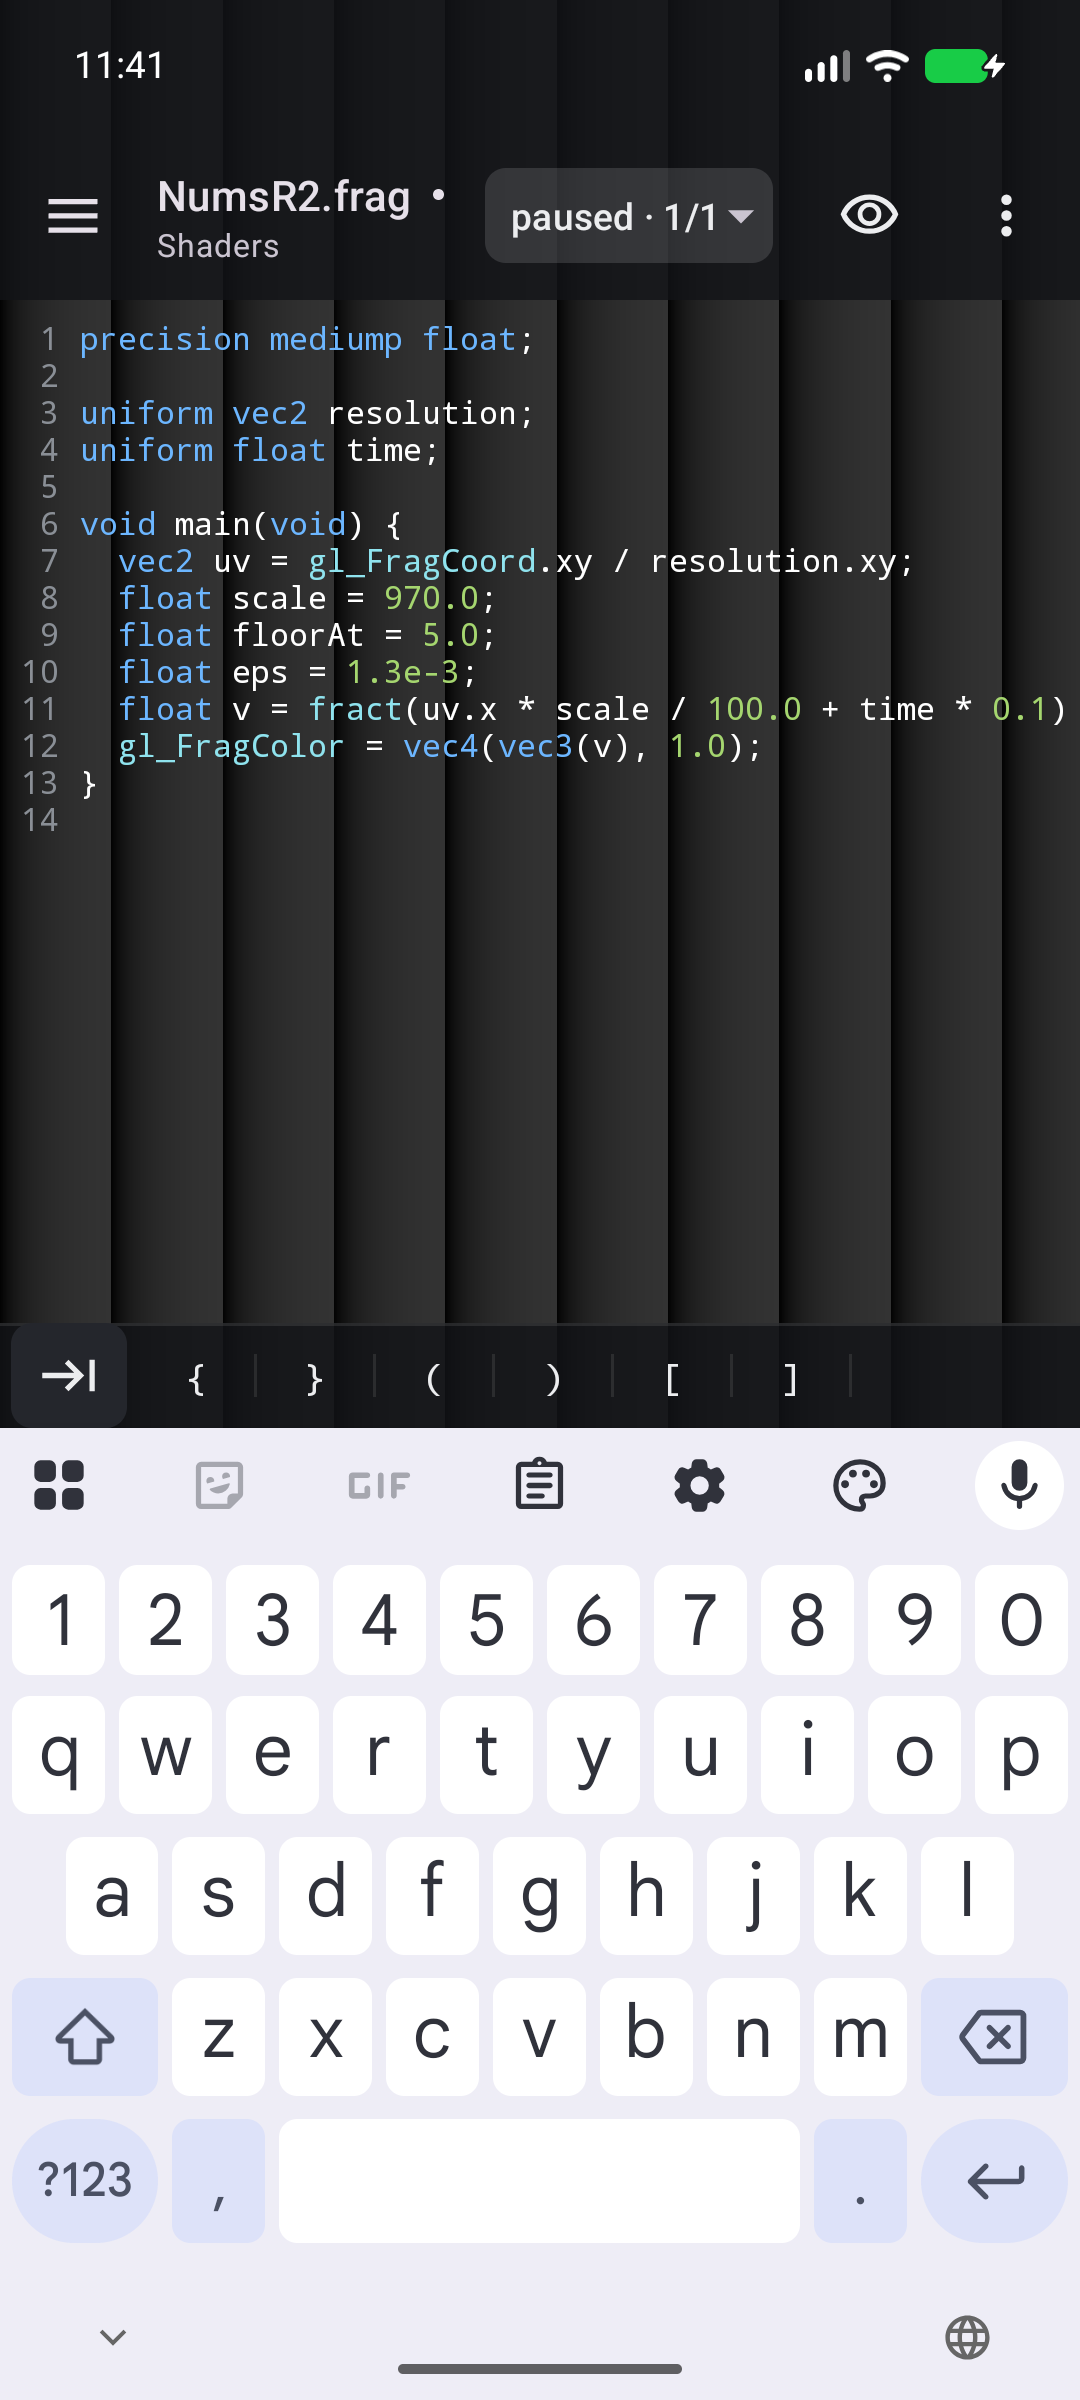 11:41
NumsR2.frag •
Shaders
paused · 1/1
1 precision mediump float;
2
3 uniform vec2 resolution;
4 uniform float time;
5
6 void main(void) {
7 vec2 uv = gl_FragCoord.xy / resolution.xy;
8 float scale = 970.0;
9 float floorAt = 5.0;
10 float eps = 1.3e-3;
11 float v = fract(uv.x * scale / 100.0 + time * 0.1)
12 gl_FragColor = vec4(vec3(v), 1.0);
13 }
14
{ } ( ) [ ]
GIF
1 2 3 4 5 6 7 8 9 0
q w e r t y u i o p
a s d f g h j k l
z x c v b n m
?123 , .